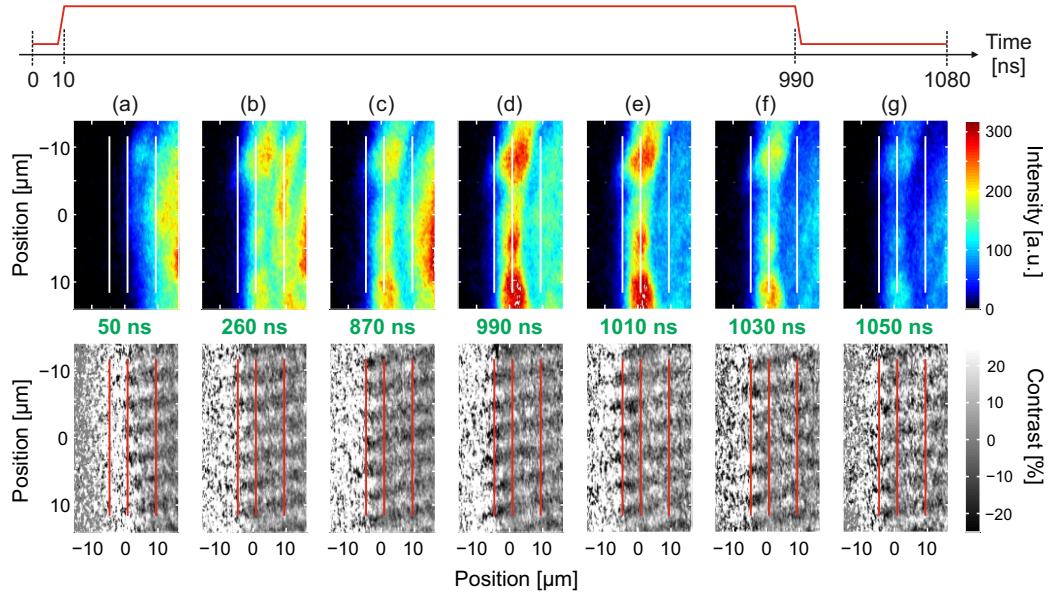 Time
[ns]
0 10 990 1080
(a) (b) (c) (d) (e) (f) (g)
Position [µm]
−10
0
10
300
200
100
0
Intensity [a.u.]
50 ns 260 ns 870 ns 990 ns 1010 ns 1030 ns 1050 ns
Position [µm]
−10
0
10
20
10
0
−10
−20
Contrast [%]
−10 0 10 −10 0 10 −10 0 10 −10 0 10 −10 0 10 −10 0 10 −10 0 10
Position [µm]